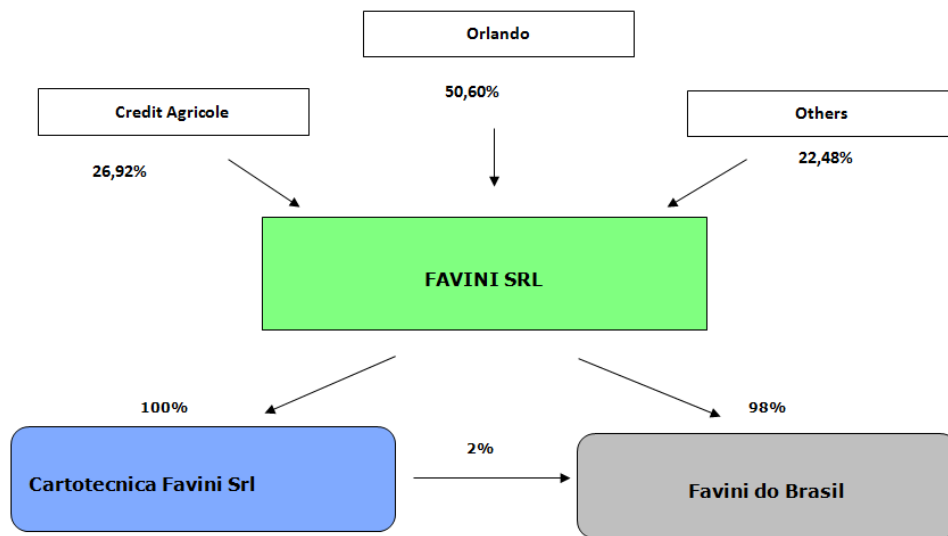 Orlando
50,60%
Credit Agricole
Others
26,92%
22,48%
FAVINI SRL
100%
98%
2%
Cartotecnica Favini Srl
Favini do Brasil